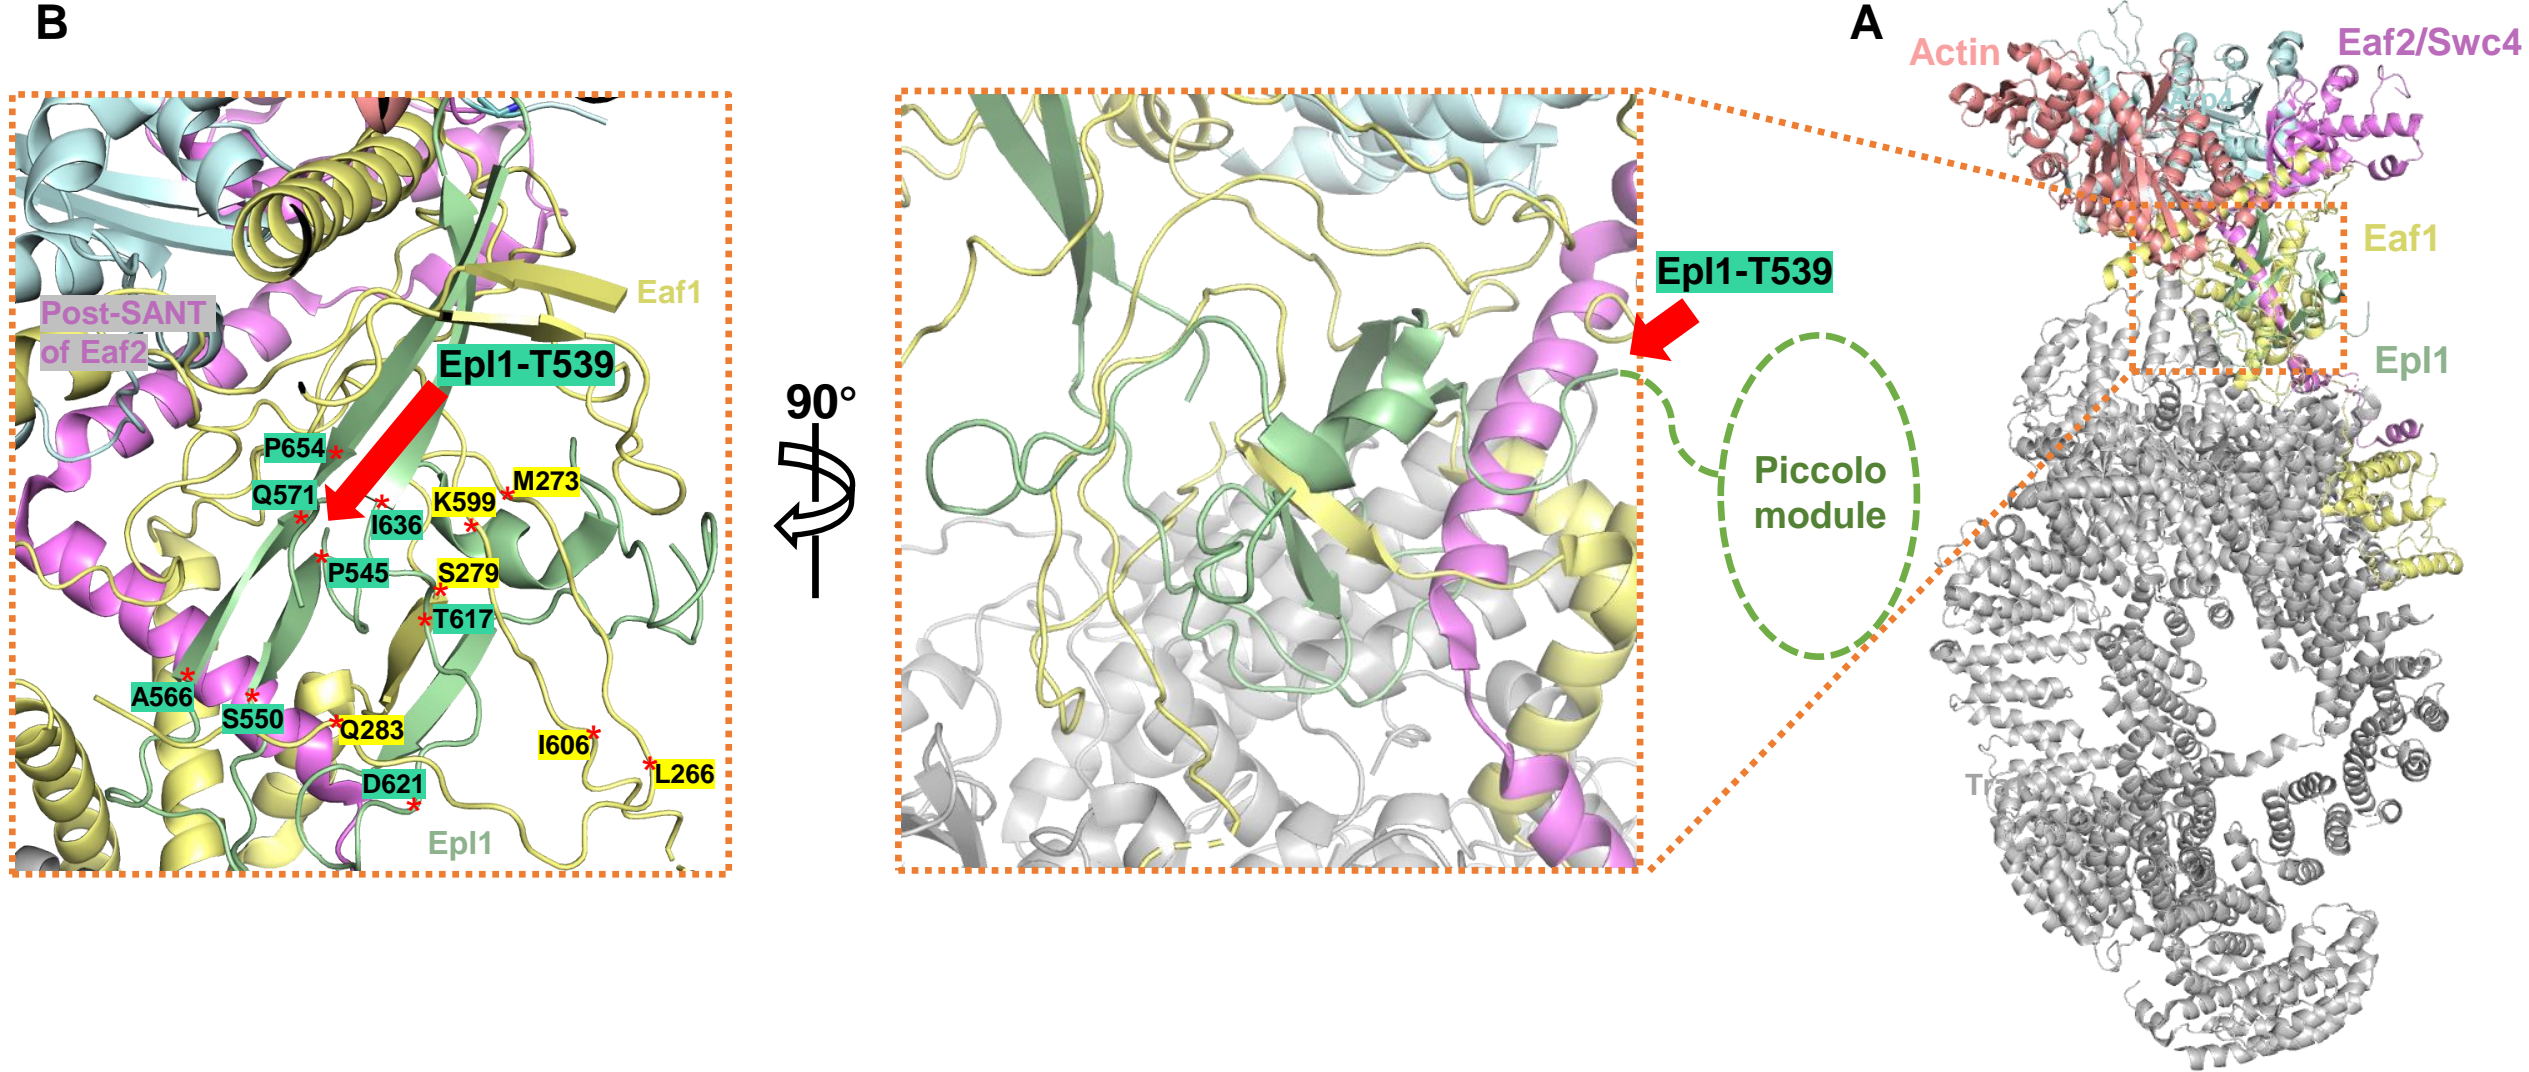 B
Post-SANT
of Eaf2
Eaf1
Epl1-T539
P654
Q571
I636
K599
M273
P545
S279
T617
A566
S550
Q283
I606
L266
D621
Epl1
90°
Epl1-T539
Piccolo
module
A
Actin
Arp4
Eaf2/Swc4
Eaf1
Epl1